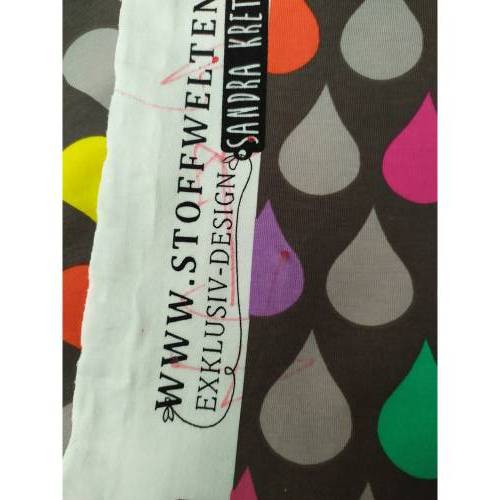 WWW.STOFFWELTEN
EXKLUSIV-DESIGN
SANDRA KRET